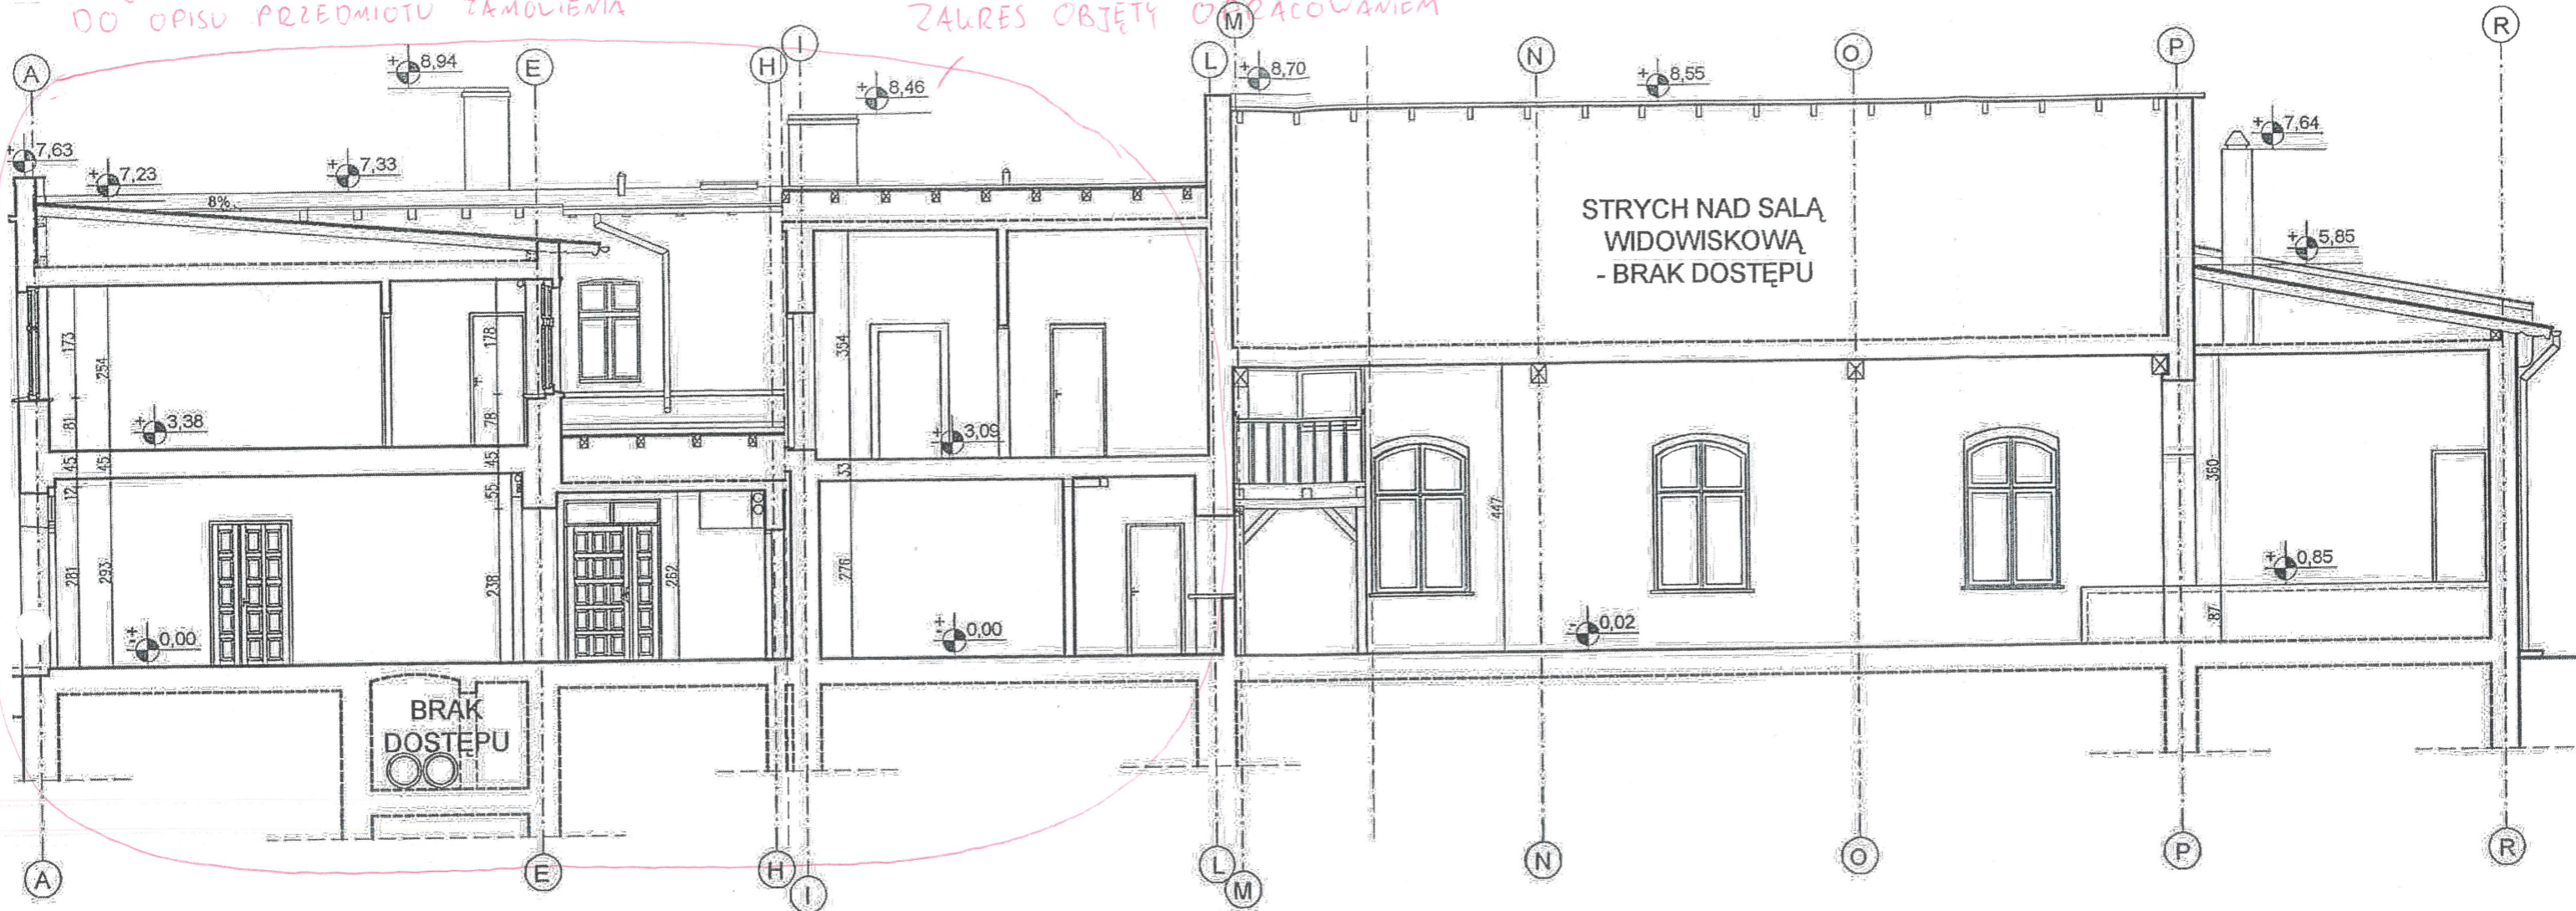 DO OPISU PRZEDMIOTU ZAMÓWIENIA
ZAKRES OBJĘTY OPRACOWANIEM
A
E
H
I
L
M
N
O
P
R
+8,94
+8,46
+8,70
+8,55
+7,64
+7,63
+7,23
+7,33
+5,85
8%
STRYCH NAD SALĄ
WIDOWISKOWĄ
- BRAK DOSTĘPU
173
254
178
354
81
78
+3,38
+3,09
45
45
45
33
12
55
447
360
281
293
238
262
276
+0,85
87
±0,00
±0,00
-0,02
BRAK
DOSTĘPU
A
E
H
I
L
M
N
O
P
R